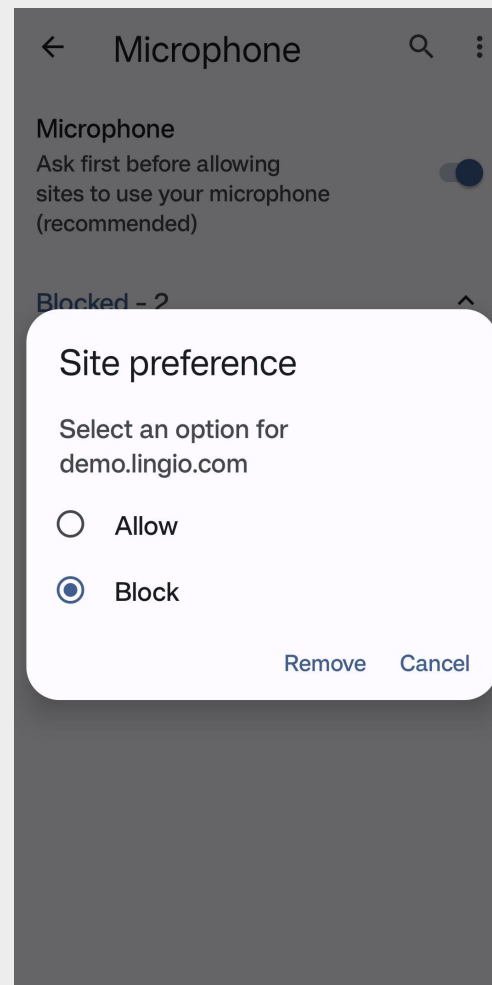 Microphone
Microphone
Ask first before allowing
sites to use your microphone
(recommended)
Blocked - 2
Site preference
Select an option for
demo.lingio.com
Allow
Block
Remove Cancel